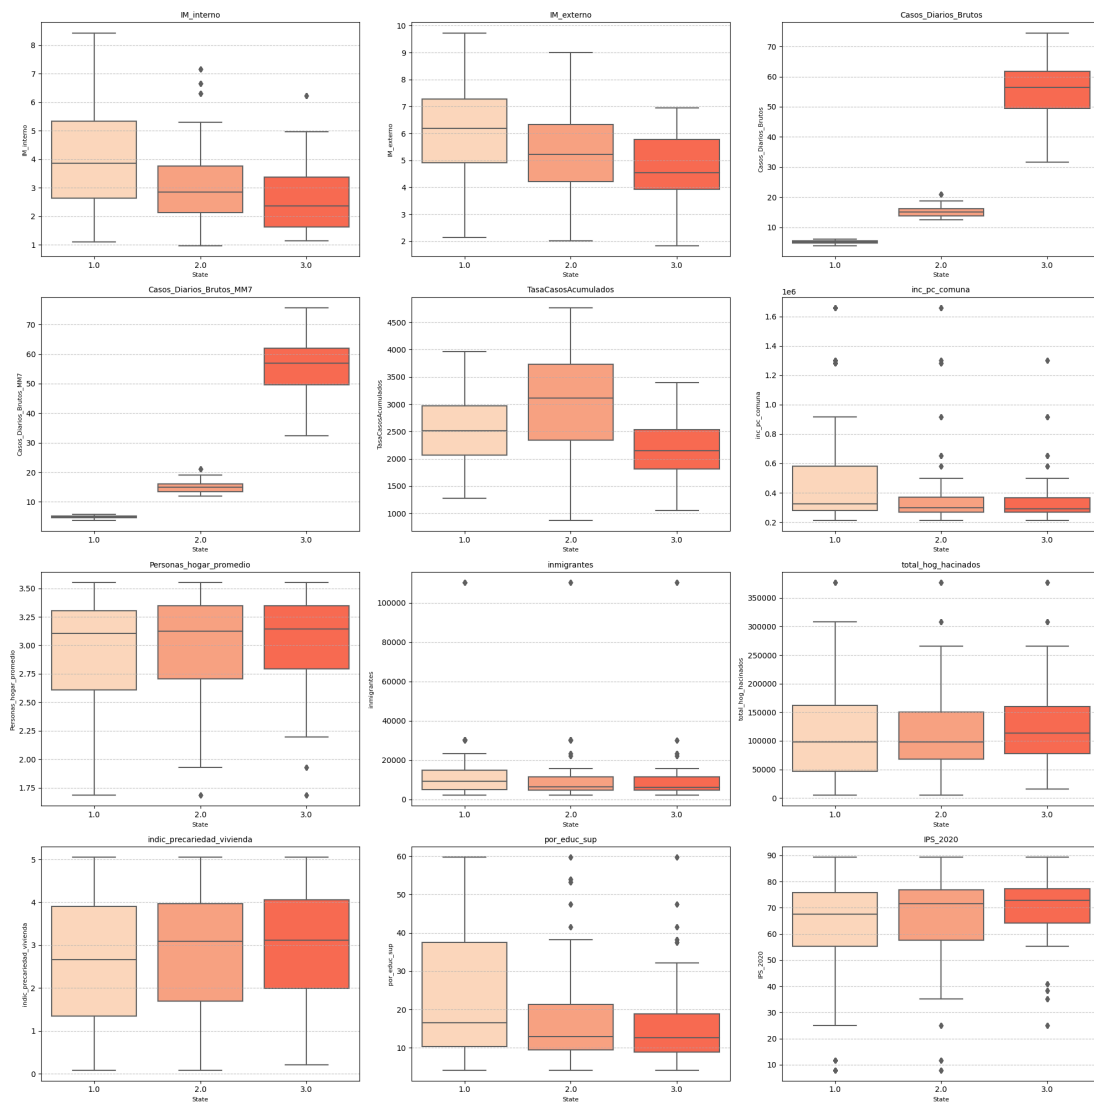 IM_interno
8
7
6
5
4
3
2
1
IM_interno
1.0 2.0 3.0
State
IM_externo
10
9
8
7
6
5
4
3
2
IM_externo
1.0 2.0 3.0
State
Casos_Diarios_Brutos
70
60
50
40
30
20
10
Casos_Diarios_Brutos
1.0 2.0 3.0
State
Casos_Diarios_Brutos_MM7
70
60
50
40
30
20
10
Casos_Diarios_Brutos_MM7
1.0 2.0 3.0
State
TasaCasosAcumulados
4500
4000
3500
3000
2500
2000
1500
1000
TasaCasosAcumulados
1.0 2.0 3.0
State
inc_pc_comuna
1e6
1.6
1.4
1.2
1.0
0.8
0.6
0.4
0.2
inc_pc_comuna
1.0 2.0 3.0
State
Personas_hogar_promedio
3.50
3.25
3.00
2.75
2.50
2.25
2.00
1.75
Personas_hogar_promedio
1.0 2.0 3.0
State
inmigrantes
100000
80000
60000
40000
20000
0
inmigrantes
1.0 2.0 3.0
State
total_hog_hacinados
350000
300000
250000
200000
150000
100000
50000
0
total_hog_hacinados
1.0 2.0 3.0
State
indic_precariedad_vivienda
5
4
3
2
1
0
indic_precariedad_vivienda
1.0 2.0 3.0
State
por_educ_sup
60
50
40
30
20
10
por_educ_sup
1.0 2.0 3.0
State
IPS_2020
90
80
70
60
50
40
30
20
10
IPS_2020
1.0 2.0 3.0
State